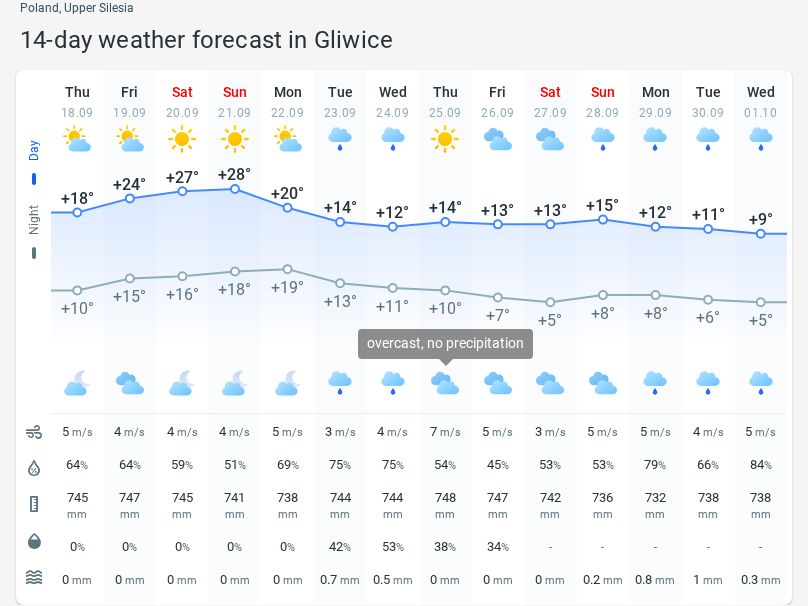 Poland, Upper Silesia
14-day weather forecast in Gliwice
Thu Fri Sat Sun Mon Tue Wed Thu Fri Sat Sun Mon Tue Wed
18.09 19.09 20.09 21.09 22.09 23.09 24.09 25.09 26.09 27.09 28.09 29.09 30.09 01.10
Day
+18° +24° +27° +28° +20° +14° +12° +14° +13° +13° +15° +12° +11° +9°
Night
+10° +15° +16° +18° +19° +13° +11° +10° +7° +5° +8° +8° +6° +5°
overcast, no precipitation
5 m/s 4 m/s 4 m/s 4 m/s 5 m/s 3 m/s 4 m/s 7 m/s 5 m/s 3 m/s 5 m/s 5 m/s 4 m/s 5 m/s
64% 64% 59% 51% 69% 75% 75% 54% 45% 53% 53% 79% 66% 84%
745 747 745 741 738 744 744 748 747 742 736 732 738 738
mm mm mm mm mm mm mm mm mm mm mm mm mm mm
0% 0% 0% 0% 0% 42% 53% 38% 34% - - - - -
0 mm 0 mm 0 mm 0 mm 0 mm 0.7 mm 0.5 mm 0 mm 0 mm 0 mm 0.2 mm 0.8 mm 1 mm 0.3 mm